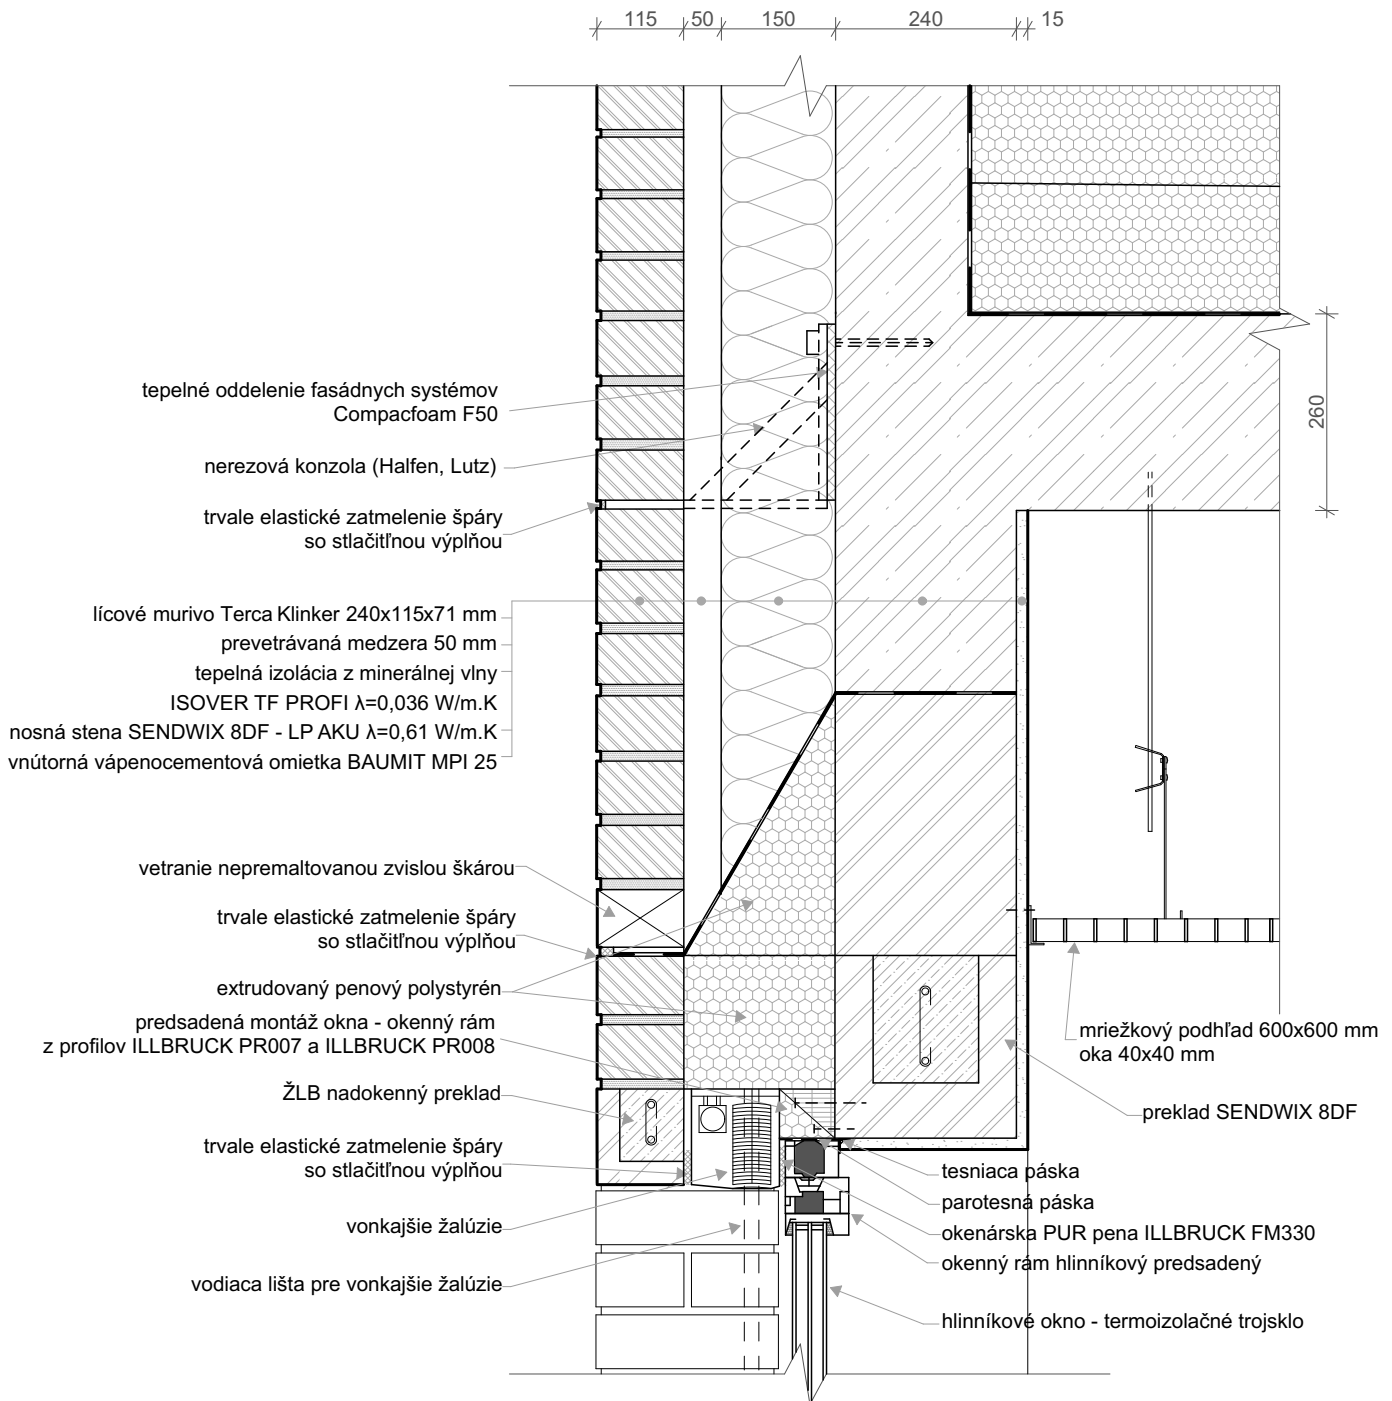 115 50 150 240 15
260
tepelné oddelenie fasádnych systémov
Compacfoam F50
nerezová konzola (Halfen, Lutz)
trvale elastické zatmelenie špáry
so stlačitľnou výplňou
lícové murivo Terca Klinker 240x115x71 mm
prevetrávaná medzera 50 mm
tepelná izolácia z minerálnej vlny
ISOVER TF PROFI λ=0,036 W/m.K
nosná stena SENDWIX 8DF - LP AKU λ=0,61 W/m.K
vnútorná vápenocementová omietka BAUMIT MPI 25
vetranie nepremaltovanou zvislou škárou
trvale elastické zatmelenie špáry
so stlačitľnou výplňou
extrudovaný penový polystyrén
predsadená montáž okna - okenný rám
z profilov ILLBRUCK PR007 a ILLBRUCK PR008
ŽLB nadokenný preklad
trvale elastické zatmelenie špáry
so stlačitľnou výplňou
vonkajšie žalúzie
vodiaca lišta pre vonkajšie žalúzie
mriežkový podhľad 600x600 mm
oka 40x40 mm
preklad SENDWIX 8DF
tesniaca páska
parotesná páska
okenárska PUR pena ILLBRUCK FM330
okenný rám hlinníkový predsadený
hlinníkové okno - termoizolačné trojsklo